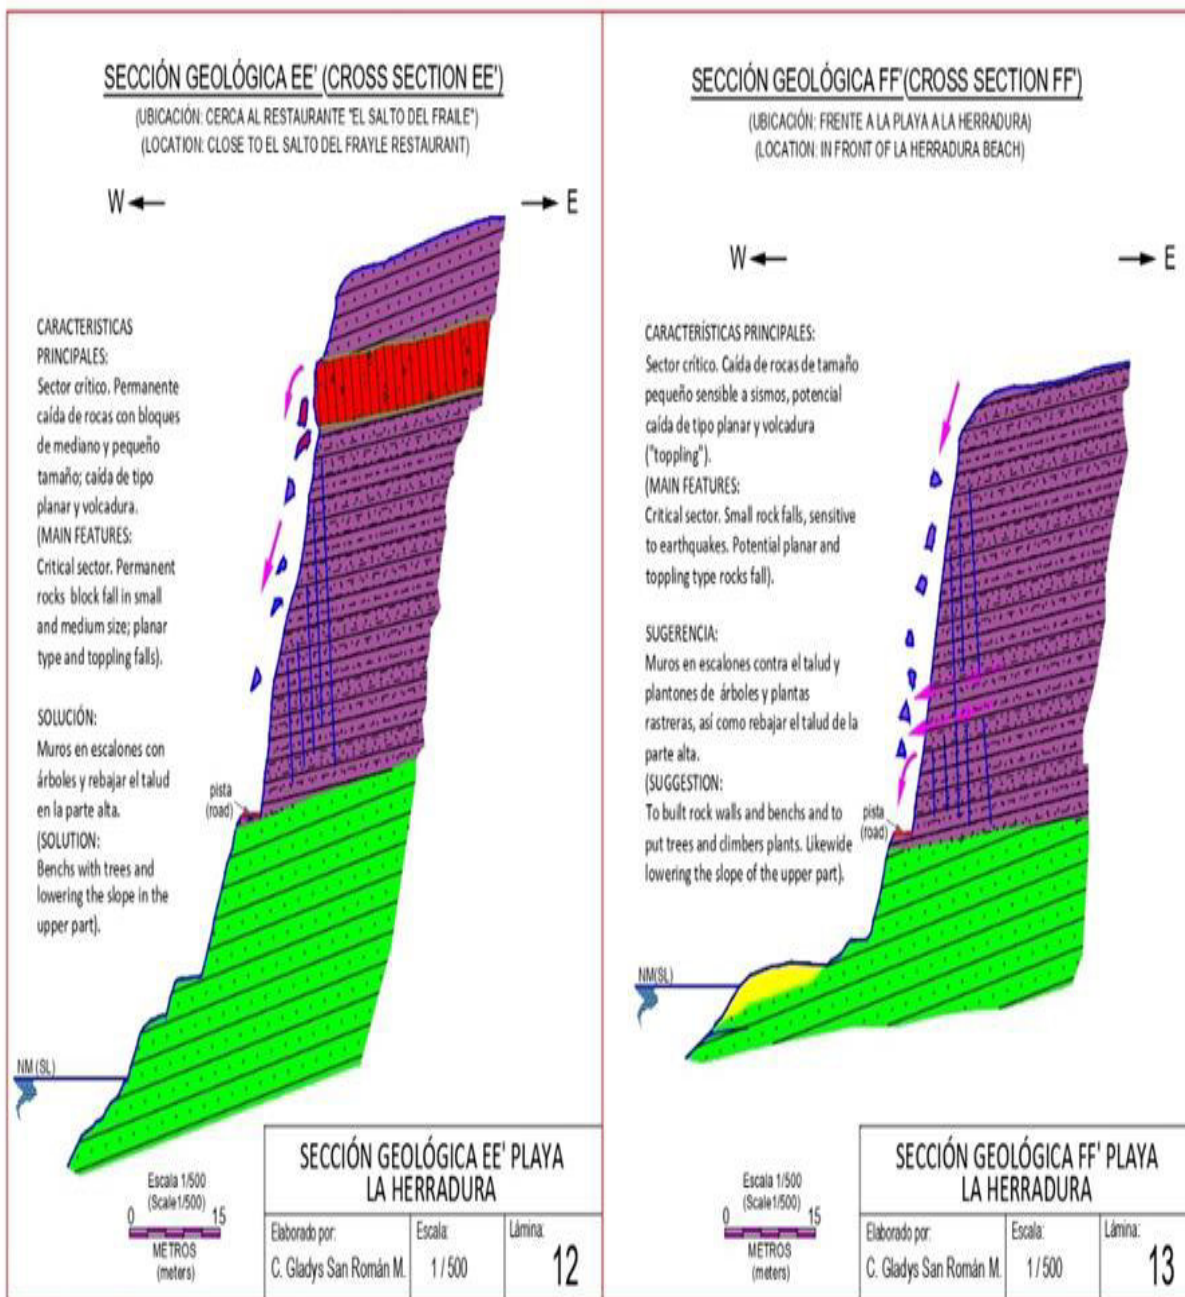 SECCIÓN GEOLÓGICA EE' (CROSS SECTION EE')
(UBICACIÓN: CERCA AL RESTAURANTE "EL SALTO DEL FRAILE")
(LOCATION: CLOSE TO EL SALTO DEL FRAYLE RESTAURANT)
W
E
CARACTERISTICAS
PRINCIPALES:
Sector crítico. Permanente
caída de rocas con bloques
de mediano y pequeño
tamaño; caída de tipo
planar y volcadura.
(MAIN FEATURES:
Critical sector. Permanent
rocks block fall in small
and medium size; planar
type and toppling falls).
SOLUCIÓN:
Muros en escalones con
árboles y rebajar el talud
en la parte alta.
(SOLUTION:
Benchs with trees and
lowering the slope in the
upper part).
pista
(road)
NM (SL)
Escala 1/500
(Scale1/500)
0 15
METROS
(meters)
SECCIÓN GEOLÓGICA EE' PLAYA
LA HERRADURA
Elaborado por:
C. Gladys San Román M.
Escala:
1 / 500
Lámina:
12
SECCIÓN GEOLÓGICA FF'(CROSS SECTION FF')
(UBICACIÓN: FRENTE A LA PLAYA A LA HERRADURA)
(LOCATION: IN FRONT OF LA HERRADURA BEACH)
W
E
CARACTERÍSTICAS PRINCIPALES:
Sector crítico. Caída de rocas de tamaño
pequeño sensible a sismos, potencial
caída de tipo planar y volcadura
("toppling").
(MAIN FEATURES:
Critical sector. Small rock falls, sensitive
to earthquakes. Potential planar and
toppling type rocks fall).
SUGERENCIA:
Muros en escalones contra el talud y
plantones de árboles y plantas
rastreras, así como rebajar el talud de la
parte alta.
(SUGGESTION:
To built rock walls and benchs and to
put trees and climbers plants. Likewide
lowering the slope of the upper part).
pista
(road)
NM(SL)
Escala 1/500
(Scale1/500)
0 15
METROS
(meters)
SECCIÓN GEOLÓGICA FF' PLAYA
LA HERRADURA
Elaborado por:
C. Gladys San Román M.
Escala:
1 / 500
Lámina:
13